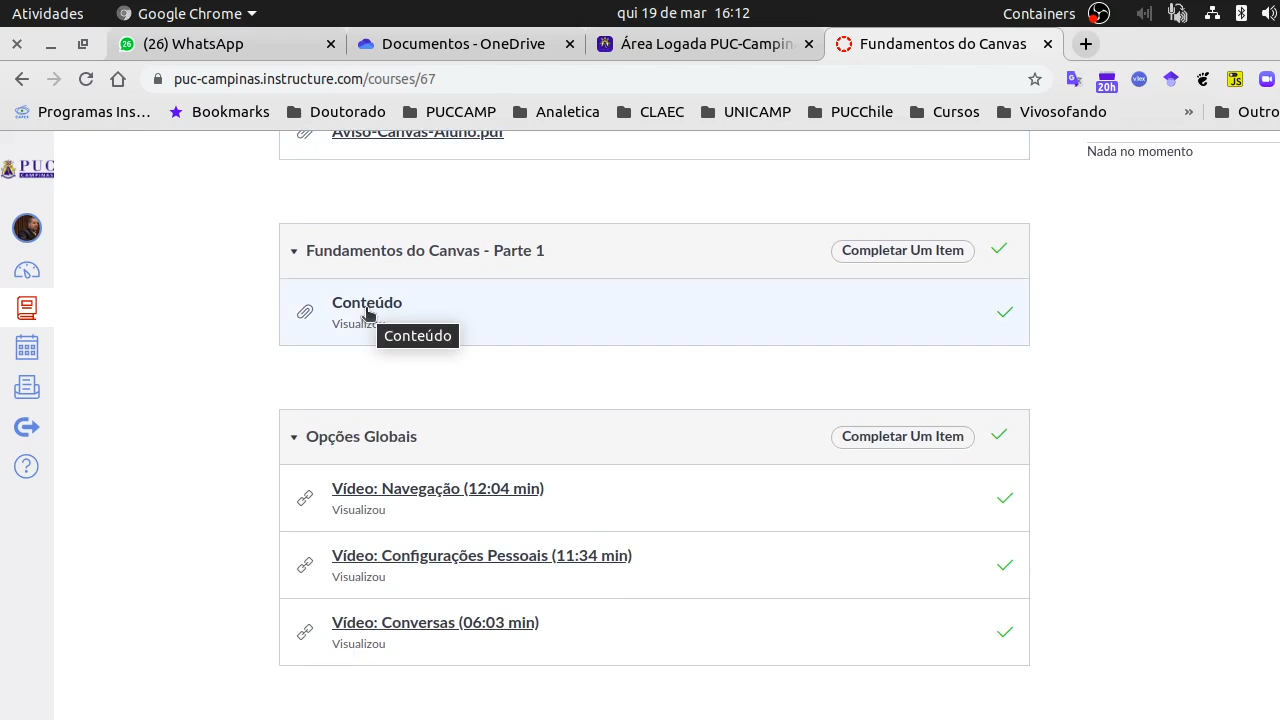 Atividades
Google Chrome
qui 19 de mar 16:12
Containers
(26) WhatsApp
Documentos - OneDrive
Área Logada PUC-Campin
Fundamentos do Canvas
puc-campinas.instructure.com/courses/67
20h
vlex
JS
Programas Ins…
Bookmarks
Doutorado
PUCCAMP
Analetica
CLAEC
UNICAMP
PUCChile
Cursos
Vivosofando
»
Outro
Aviso-Canvas-Aluno.pdf
Nada no momento
PUC
CAMPINAS
Fundamentos do Canvas - Parte 1
Completar Um Item
Conteúdo
Visualizou
Conteúdo
Opções Globais
Completar Um Item
Vídeo: Navegação (12:04 min)
Visualizou
Vídeo: Configurações Pessoais (11:34 min)
Visualizou
Vídeo: Conversas (06:03 min)
Visualizou